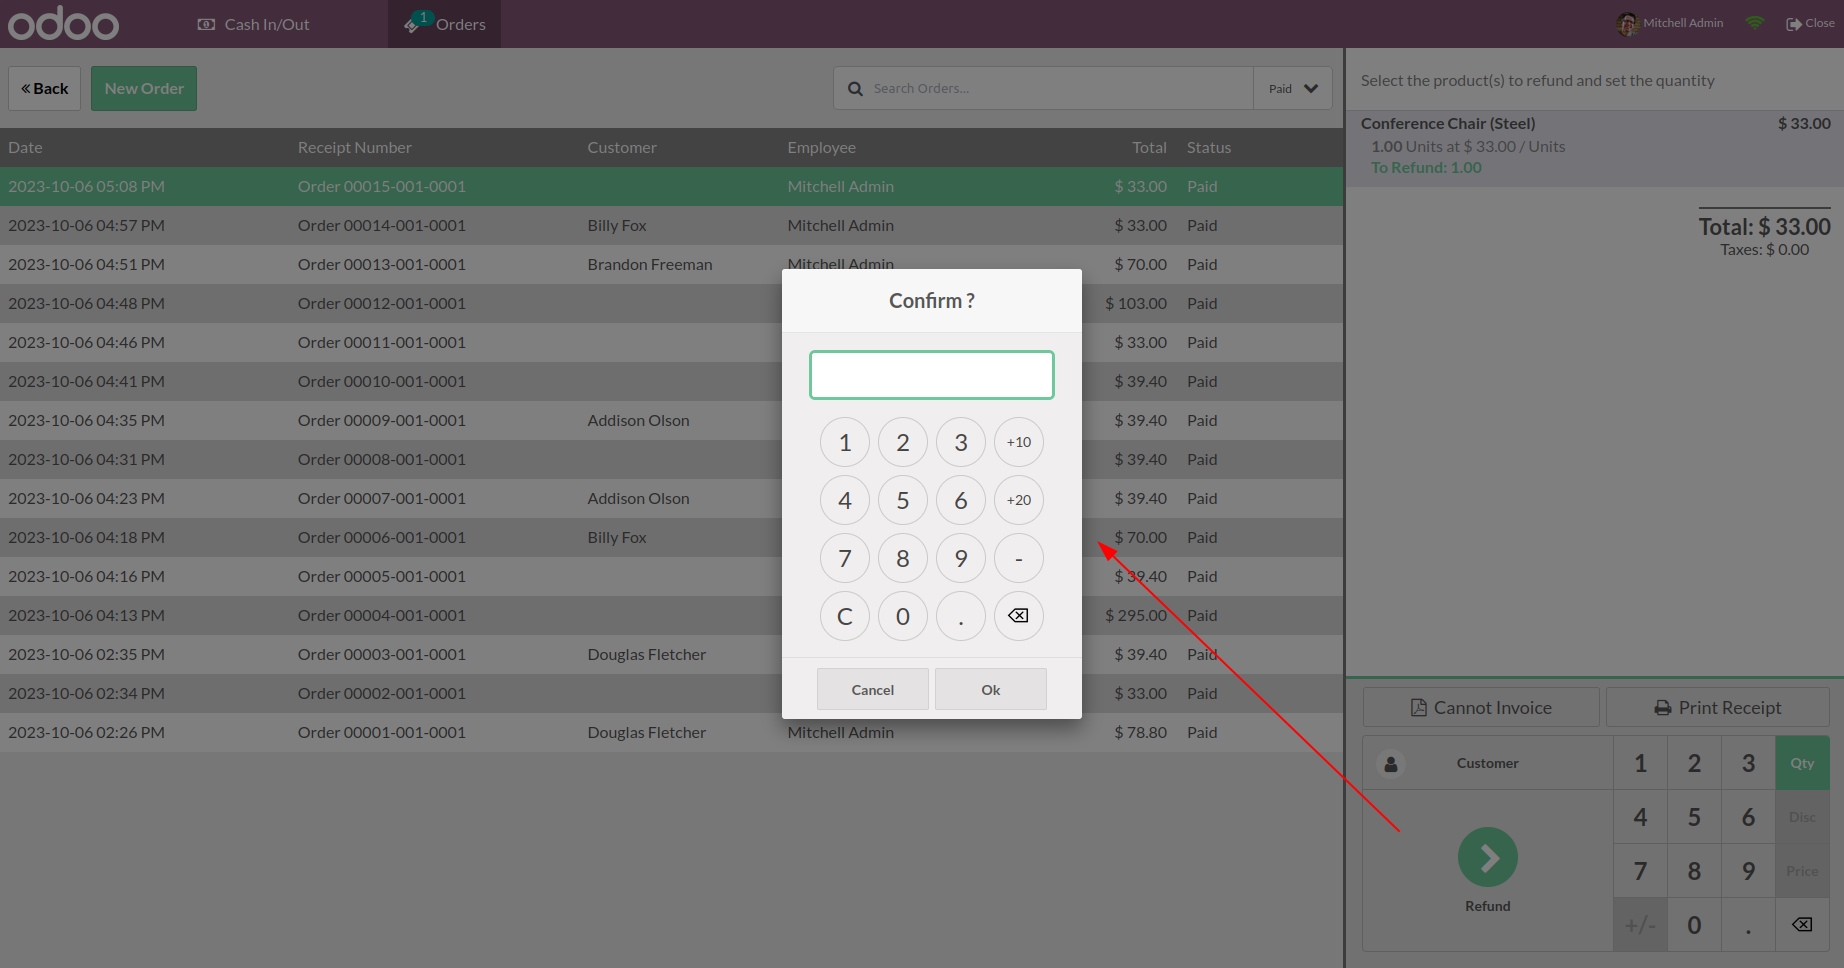 odoo
Cash In/Out
1
Orders
Mitchell Admin
Close
Back
New Order
Search Orders...
Paid
Date Receipt Number Customer Employee Total Status
2023-10-06 05:08 PM Order 00015-001-0001 Mitchell Admin $ 33.00 Paid
2023-10-06 04:57 PM Order 00014-001-0001 Billy Fox Mitchell Admin $ 33.00 Paid
2023-10-06 04:51 PM Order 00013-001-0001 Brandon Freeman Mitchell Admin $ 70.00 Paid
2023-10-06 04:48 PM Order 00012-001-0001 $ 103.00 Paid
2023-10-06 04:46 PM Order 00011-001-0001 $ 33.00 Paid
2023-10-06 04:41 PM Order 00010-001-0001 $ 39.40 Paid
2023-10-06 04:35 PM Order 00009-001-0001 Addison Olson $ 39.40 Paid
2023-10-06 04:31 PM Order 00008-001-0001 $ 39.40 Paid
2023-10-06 04:23 PM Order 00007-001-0001 Addison Olson $ 39.40 Paid
2023-10-06 04:18 PM Order 00006-001-0001 Billy Fox $ 70.00 Paid
2023-10-06 04:16 PM Order 00005-001-0001 $ 39.40 Paid
2023-10-06 04:13 PM Order 00004-001-0001 $ 295.00 Paid
2023-10-06 02:35 PM Order 00003-001-0001 Douglas Fletcher $ 39.40 Paid
2023-10-06 02:34 PM Order 00002-001-0001 $ 33.00 Paid
2023-10-06 02:26 PM Order 00001-001-0001 Douglas Fletcher Mitchell Admin $ 78.80 Paid
Confirm ?
1 2 3 +10
4 5 6 +20
7 8 9 -
C 0 .
Cancel Ok
Select the product(s) to refund and set the quantity
Conference Chair (Steel) $ 33.00
1.00 Units at $ 33.00 / Units
To Refund: 1.00
Total: $ 33.00
Taxes: $ 0.00
Cannot Invoice
Print Receipt
Customer
Refund
1 2 3 Qty
4 5 6 Disc
7 8 9 Price
+/- 0 .